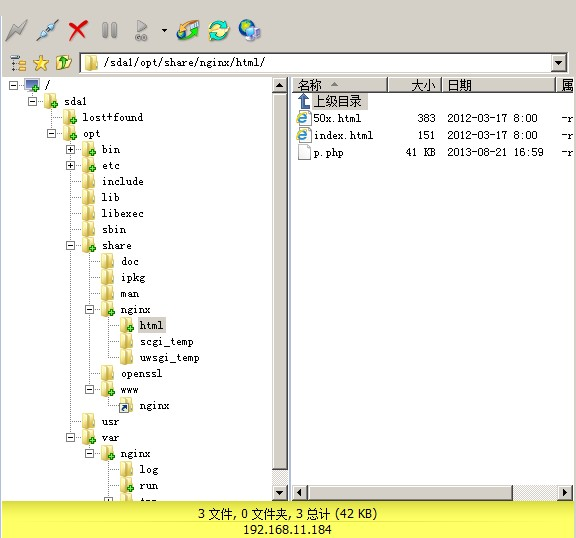 GO
/sda1/opt/share/nginx/html/
/
sda1
lost+found
opt
bin
etc
include
lib
libexec
sbin
share
doc
ipkg
man
nginx
html
scgi_temp
uwsgi_temp
openssl
www
nginx
usr
var
nginx
log
run
名称 大小 日期 属
上级目录
50x.html 383 2012-03-17 8:00 -r
index.html 151 2012-03-17 8:00 -r
p.php 41 KB 2013-08-21 16:59 -r
3 文件, 0 文件夹, 3 总计 (42 KB)
192.168.11.184